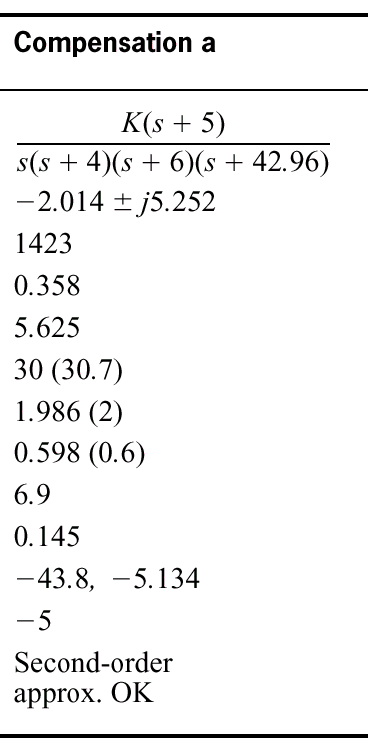 Compensation a
K(s + 5)
s(s + 4)(s + 6)(s + 42.96)
−2.014 ± j5.252
1423
0.358
5.625
30 (30.7)
1.986 (2)
0.598 (0.6)
6.9
0.145
−43.8, −5.134
−5
Second-order
approx. OK